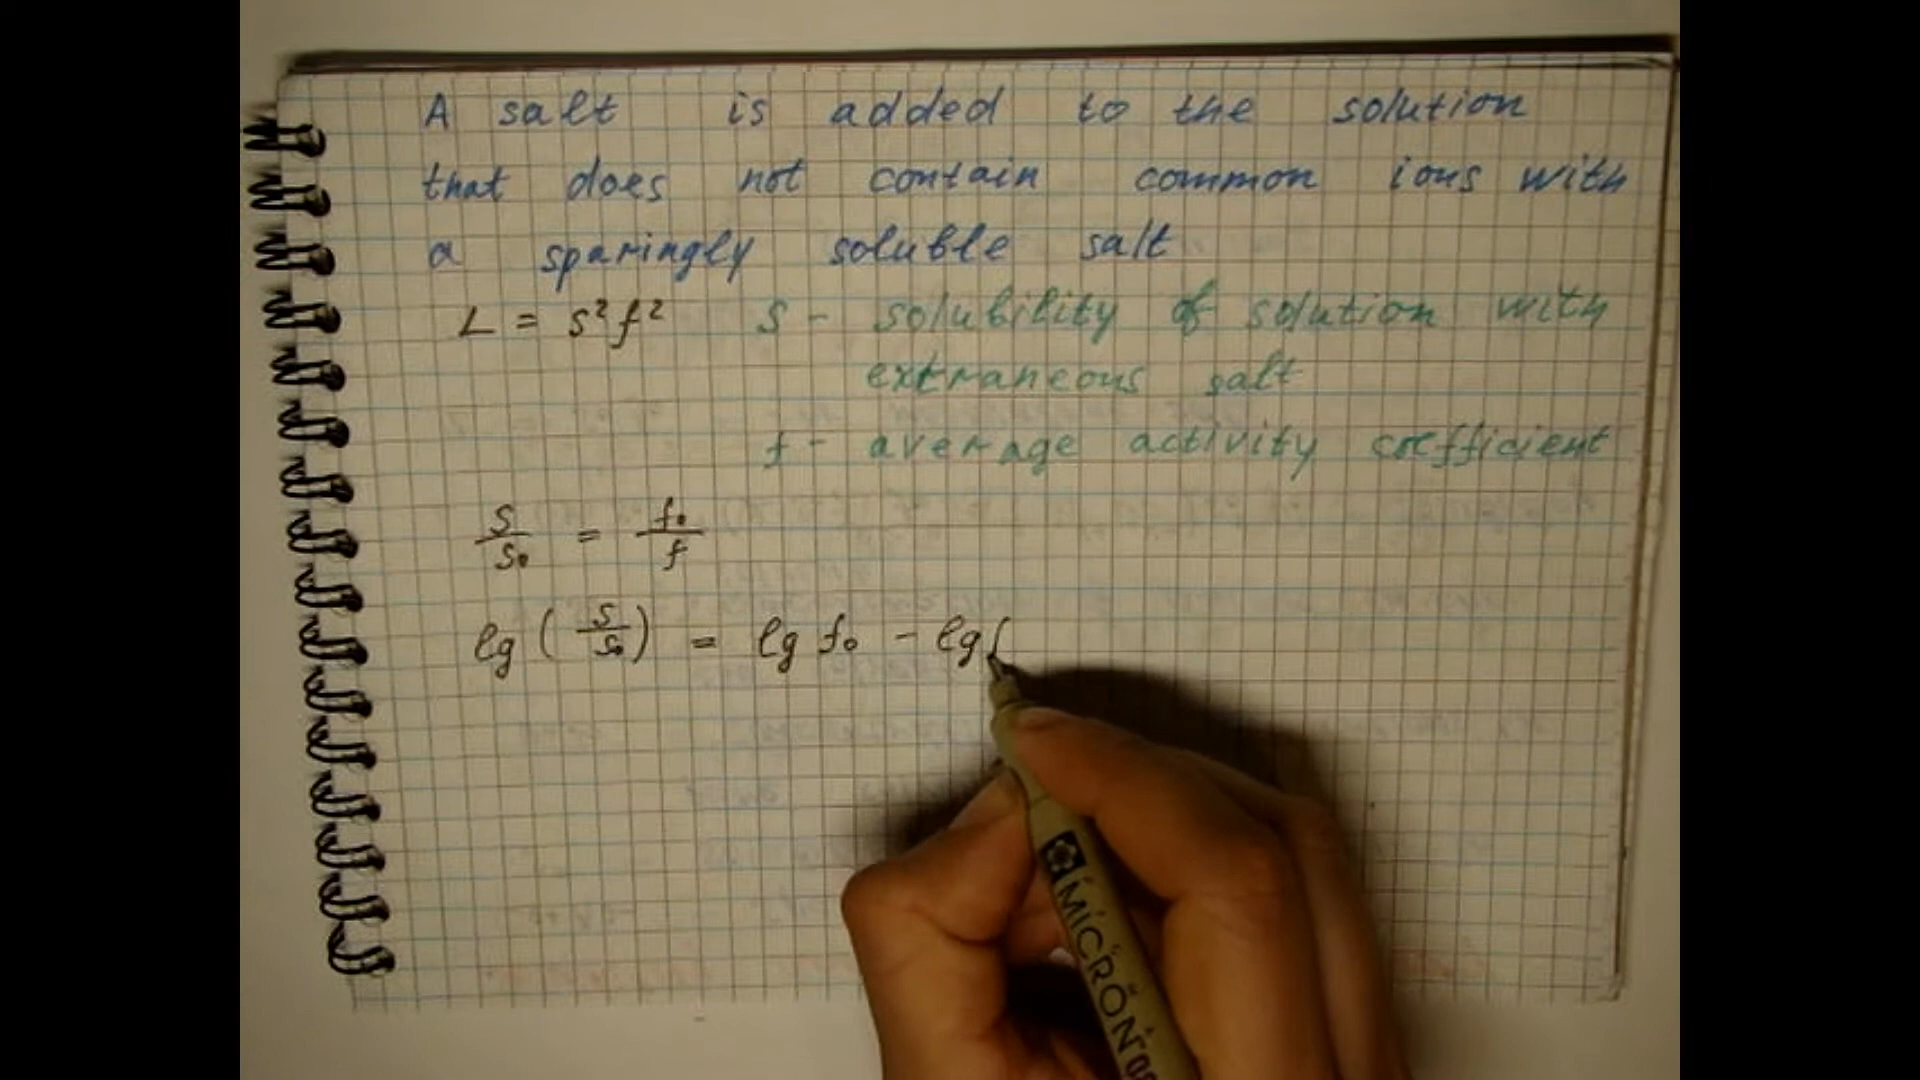 A salt is added to the solution
that does not contain common ions with
a sparingly soluble salt
L = s²f² S - solubility of solution with
extraneous salt
f - average activity coefficient
s/s₀ = f₀/f
lg (s/s₀) = lg f₀ - lg
MICRON